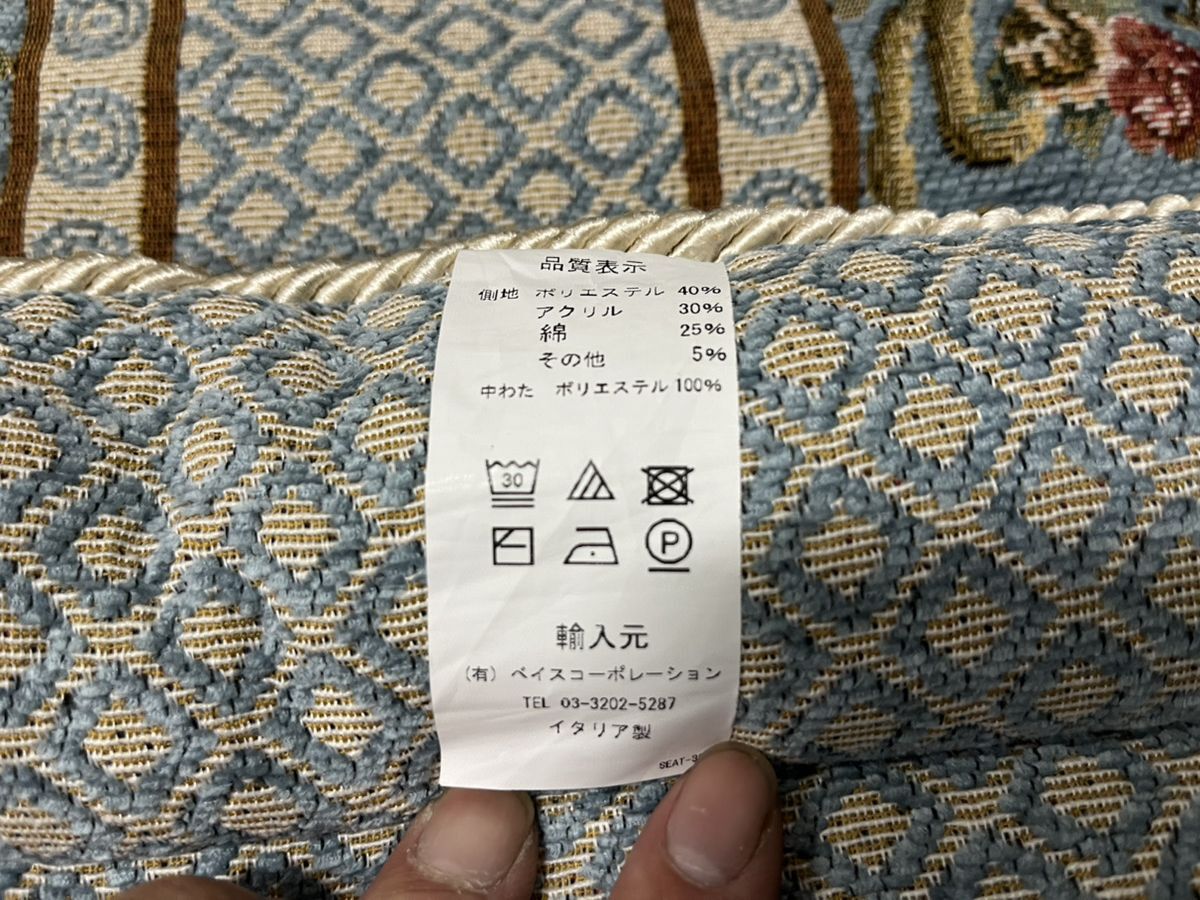 品質表示
側地 ポリエステル 40%
アクリル 30%
綿 25%
その他 5%
中わた ポリエステル 100%
30
P
輸入元
(有) ベイスコーポレーション
TEL 03-3202-5287
イタリア製
SEAT-3